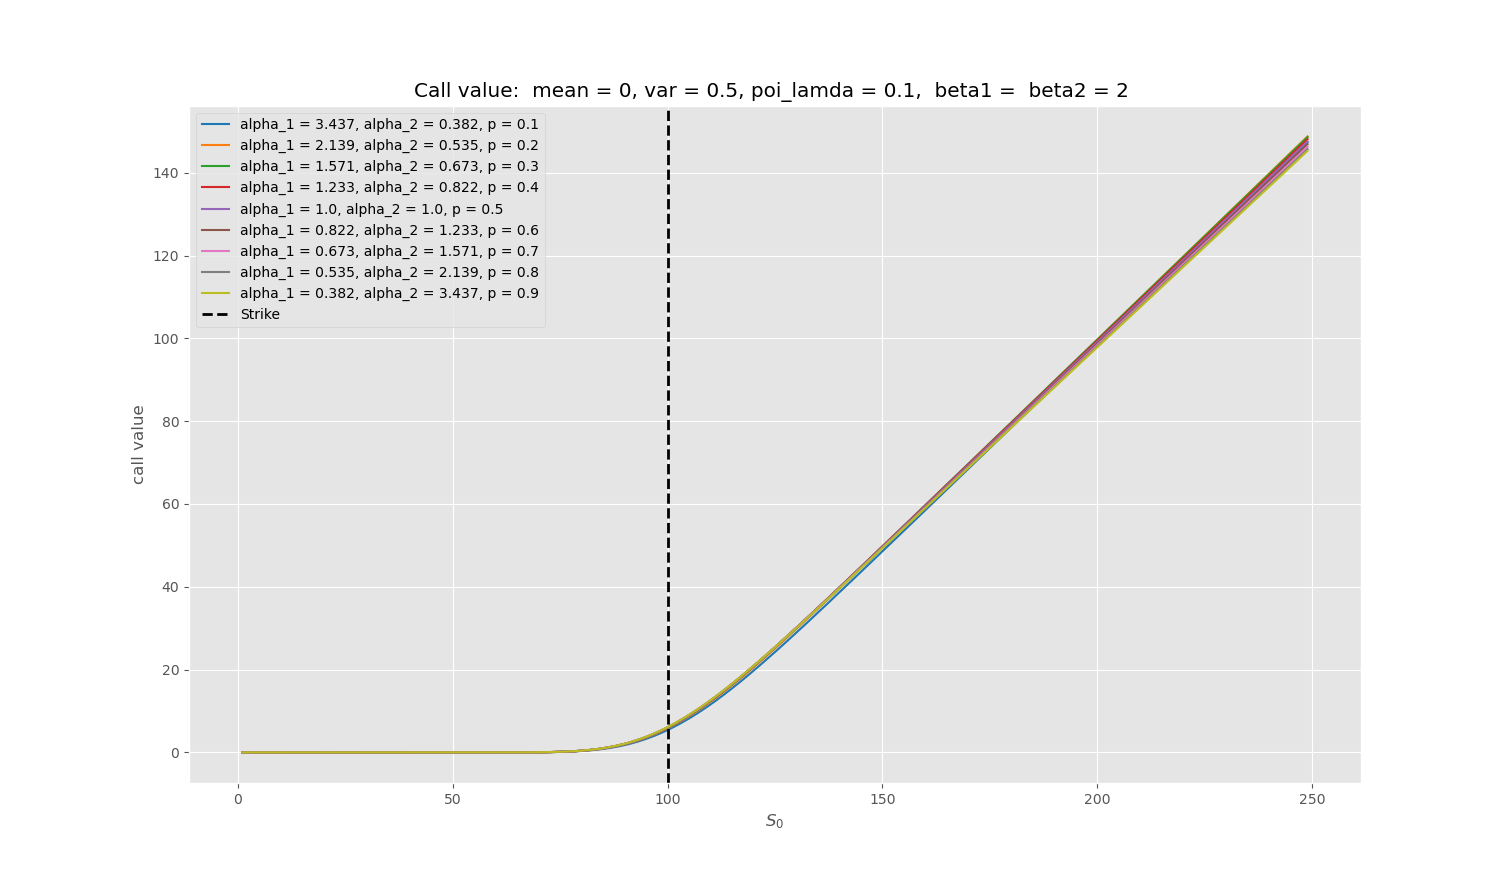 Call value:  mean = 0, var = 0.5, poi_lamda = 0.1,  beta1 =  beta2 = 2
alpha_1 = 3.437, alpha_2 = 0.382, p = 0.1
alpha_1 = 2.139, alpha_2 = 0.535, p = 0.2
alpha_1 = 1.571, alpha_2 = 0.673, p = 0.3
alpha_1 = 1.233, alpha_2 = 0.822, p = 0.4
alpha_1 = 1.0, alpha_2 = 1.0, p = 0.5
alpha_1 = 0.822, alpha_2 = 1.233, p = 0.6
alpha_1 = 0.673, alpha_2 = 1.571, p = 0.7
alpha_1 = 0.535, alpha_2 = 2.139, p = 0.8
alpha_1 = 0.382, alpha_2 = 3.437, p = 0.9
Strike
call value
140
120
100
80
60
40
20
0
0 50 100 150 200 250
S₀